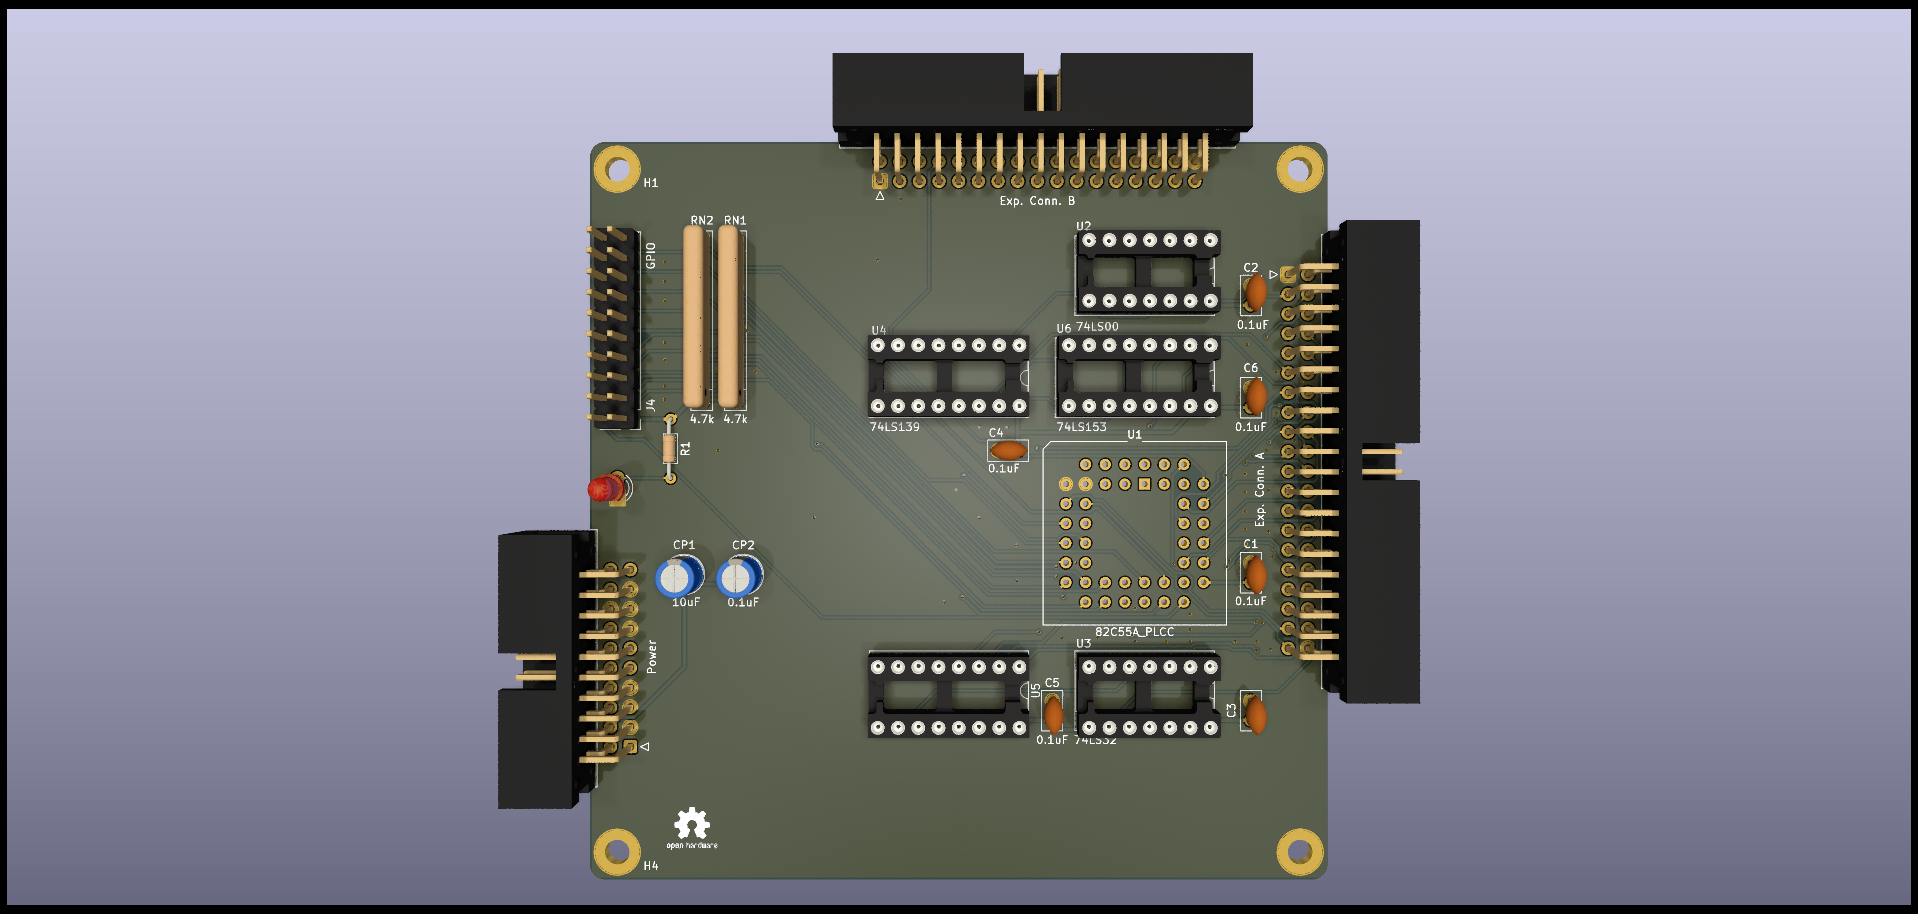 H1
Exp. Conn. B
RN2
RN1
U2
GPIO
C2
0.1uF
74LS00
U4
U6
C6
J4
4.7k
4.7k
74LS139
74LS153
0.1uF
C4
U1
R1
0.1uF
Exp. Conn. A
CP1
CP2
C1
10uF
0.1uF
0.1uF
82C55A_PLCC
Power
U3
C5
U5
C3
0.1uF
74LS32
open hardware
H4